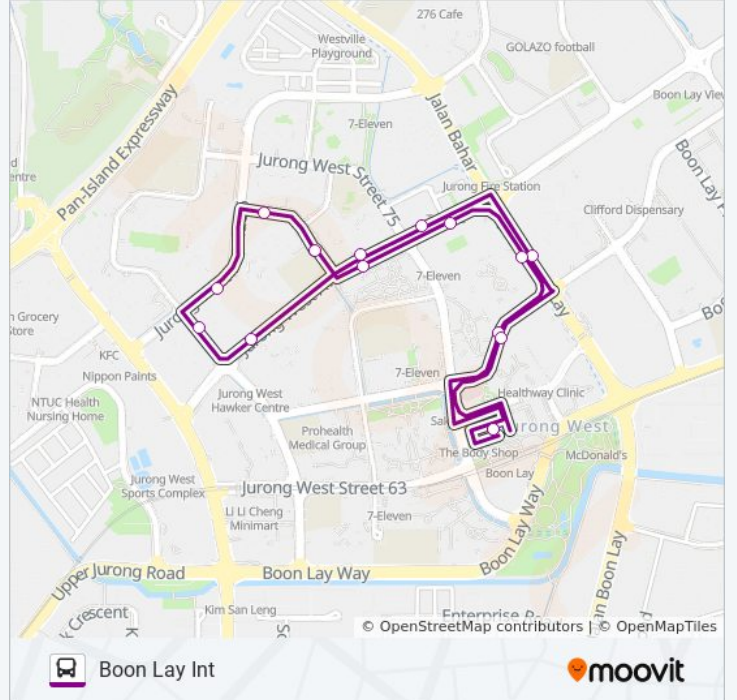 276 Cafe
Westville
Playground
GOLAZO football
Boon Lay View
Pan-Island Expressway
7-Eleven
Jalan Bahar
Jurong West Street 75
Jurong Fire Station
Boon Lay
Clifford Dispensary
7-Eleven
Grocery
KFC
Nippon Paints
7-Eleven
NTUC Health
Nursing Home
Jurong West
Hawker Centre
Healthway Clinic
Jurong West
Prohealth
Medical Group
The Body Shop
McDonald's
Boon Lay
Jurong West
Sports Complex
Jurong West Street 63
Li Li Cheng
Minimart
7-Eleven
Boon Lay Way
Upper Jurong Road
Boon Lay Way
Kim San Leng
© OpenStreetMap contributors | © OpenMapTiles
Boon Lay Int
moovit